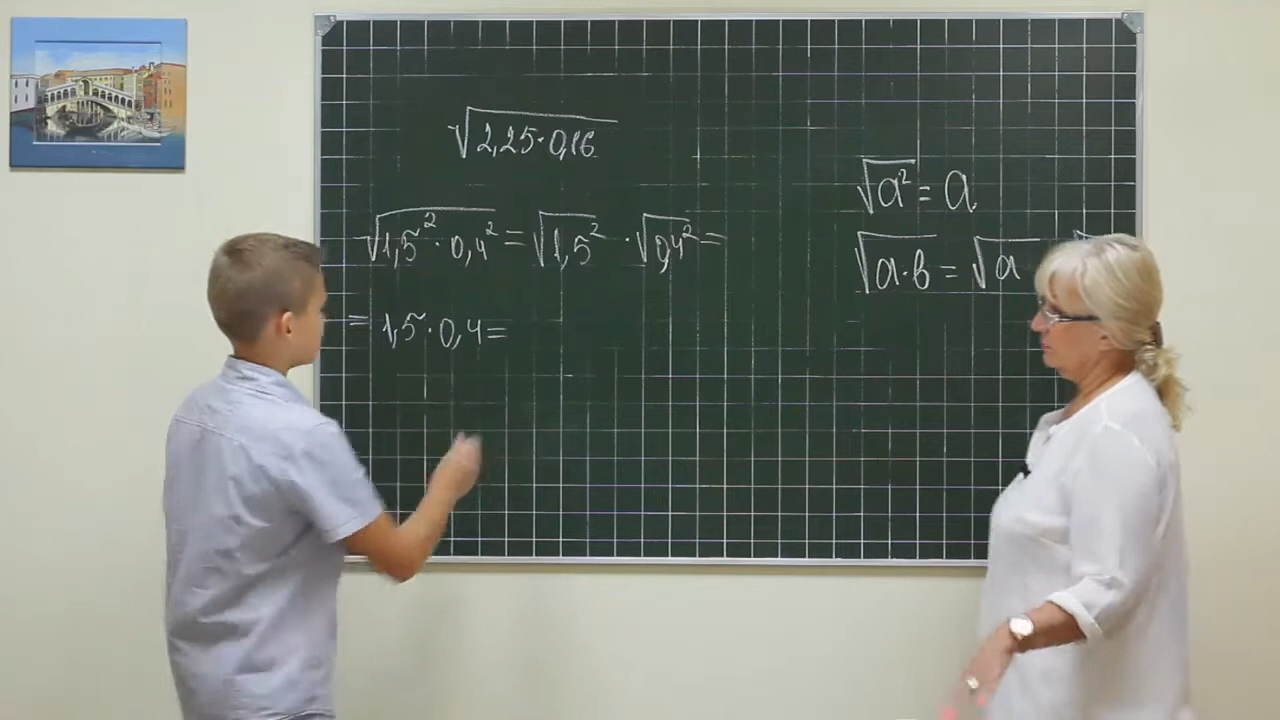 √2,25·0,16
√1,5²·0,4² = √1,5² · √0,4² =
= 1,5·0,4=
√a² = a
√a·b = √a